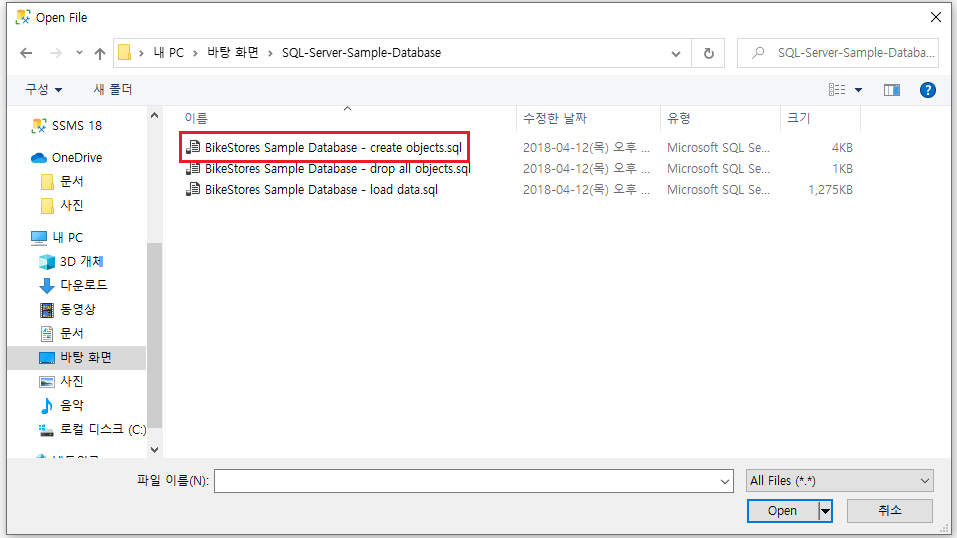 Open File
내 PC
바탕 화면
SQL-Server-Sample-Database
SQL-Server-Sample-Databa...
구성
새 폴더
?
SSMS 18
OneDrive
문서
사진
내 PC
3D 개체
다운로드
동영상
문서
바탕 화면
사진
음악
로컬 디스크 (C:)
이름 수정한 날짜 유형 크기
BikeStores Sample Database - create objects.sql 2018-04-12(목) 오후 ... Microsoft SQL Se... 4KB
BikeStores Sample Database - drop all objects.sql 2018-04-12(목) 오후 ... Microsoft SQL Se... 1KB
BikeStores Sample Database - load data.sql 2018-04-12(목) 오후 ... Microsoft SQL Se... 1,275KB
파일 이름(N):
All Files (*.*)
Open
취소